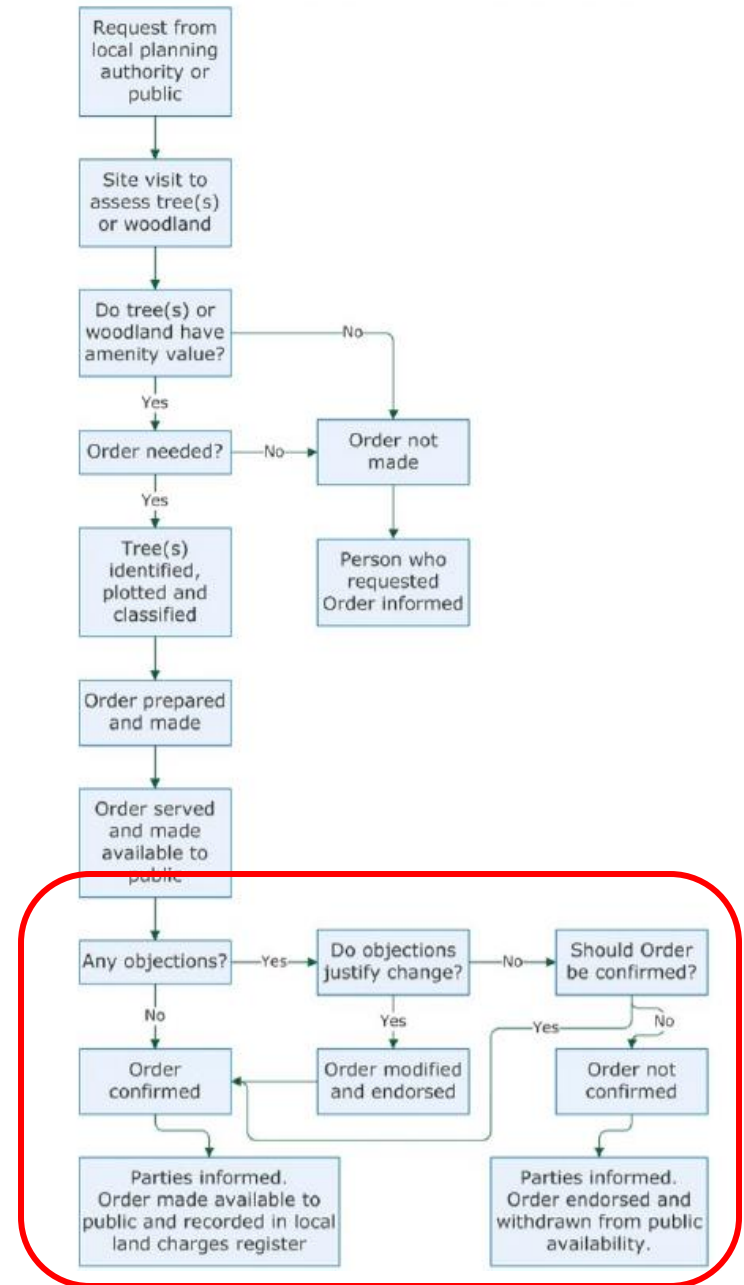 Request from
local planning
authority or
public
Site visit to
assess tree(s)
or woodland
Do tree(s) or
woodland have
amenity value?
No
Yes
Order needed?
No
Order not
made
Yes
Person who
requested
Order informed
Tree(s)
identified,
plotted and
classified
Order prepared
and made
Order served
and made
available to
public
Any objections?
Yes
Do objections
justify change?
No
Should Order
be confirmed?
No
Yes
Yes
No
Order
confirmed
Order modified
and endorsed
Order not
confirmed
Parties informed.
Order made available to
public and recorded in local
land charges register
Parties informed.
Order endorsed and
withdrawn from public
availability.